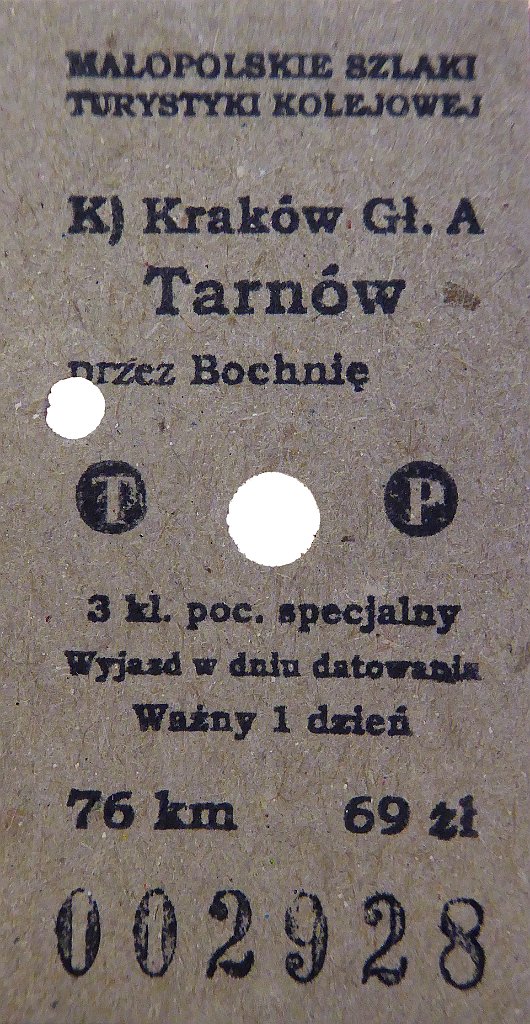 MAŁOPOLSKIE SZLAKI
TURYSTYKI KOLEJOWEJ
K) Kraków Gł. A
Tarnów
przez Bochnię
T P
3 kl. poc. specjalny
Wyjazd w dniu datowania
Ważny 1 dzień
76 km 69 zł
002928